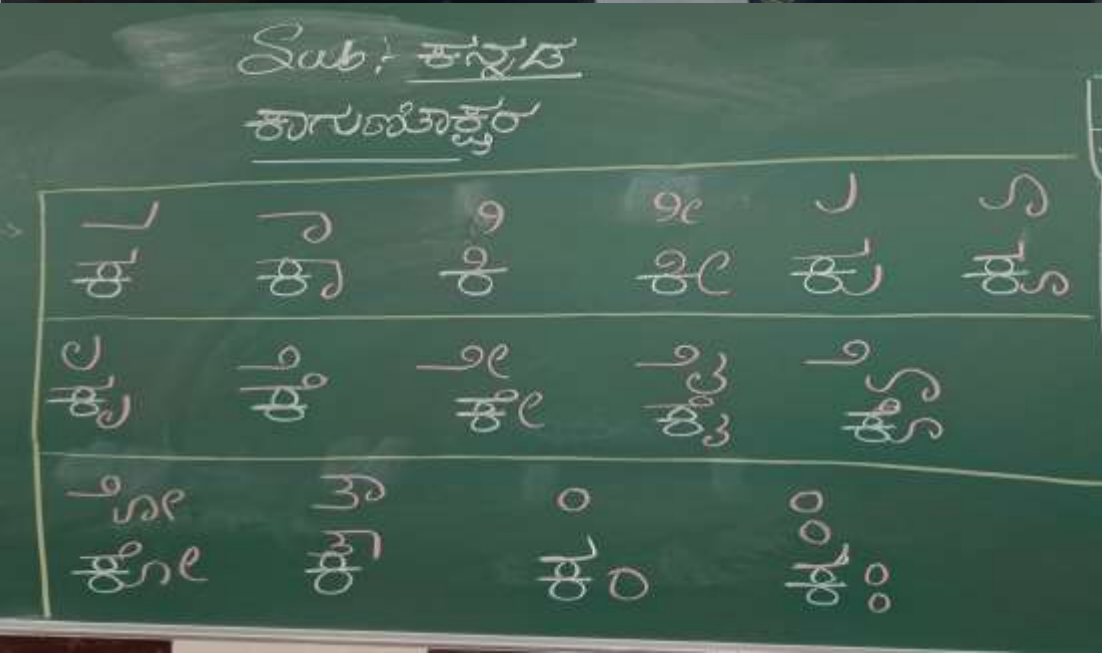 Sub: ಕನ್ನಡ
ಕಾಗುಣಿತಾಕ್ಷರ
ಾ ಿ ೀ ು ೂ
ಕ ಕಾ ಕಿ ಕೀ ಕು ಕೂ
ೃ ೆ ೇ ೈ ೊ
ಕೃ ಕೆ ಕೇ ಕೈ ಕೊ
ೋ ೌ ಂ ಃ
ಕೋ ಕೌ ಕಂ ಕಃ